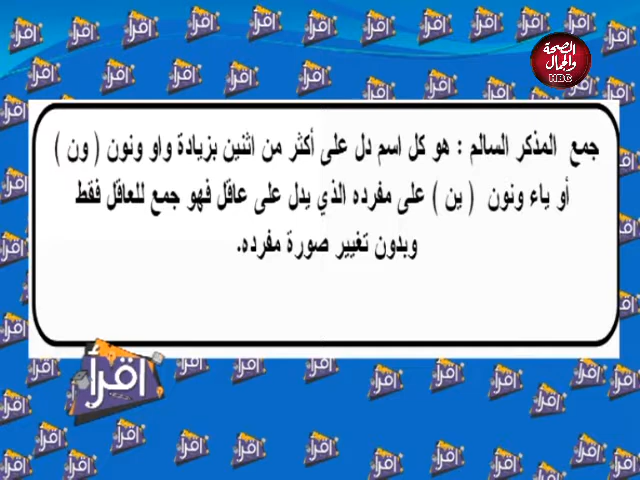 الصحة
والجمال
HBC
جمع المذكر السالم : هو كل اسم دل على أكثر من اثنين بزيادة واو ونون ( ون )
أو ياء ونون ( ين ) على مفرده الذي يدل على عاقل فهو جمع للعاقل فقط
وبدون تغيير صورة مفرده.
اقرأ